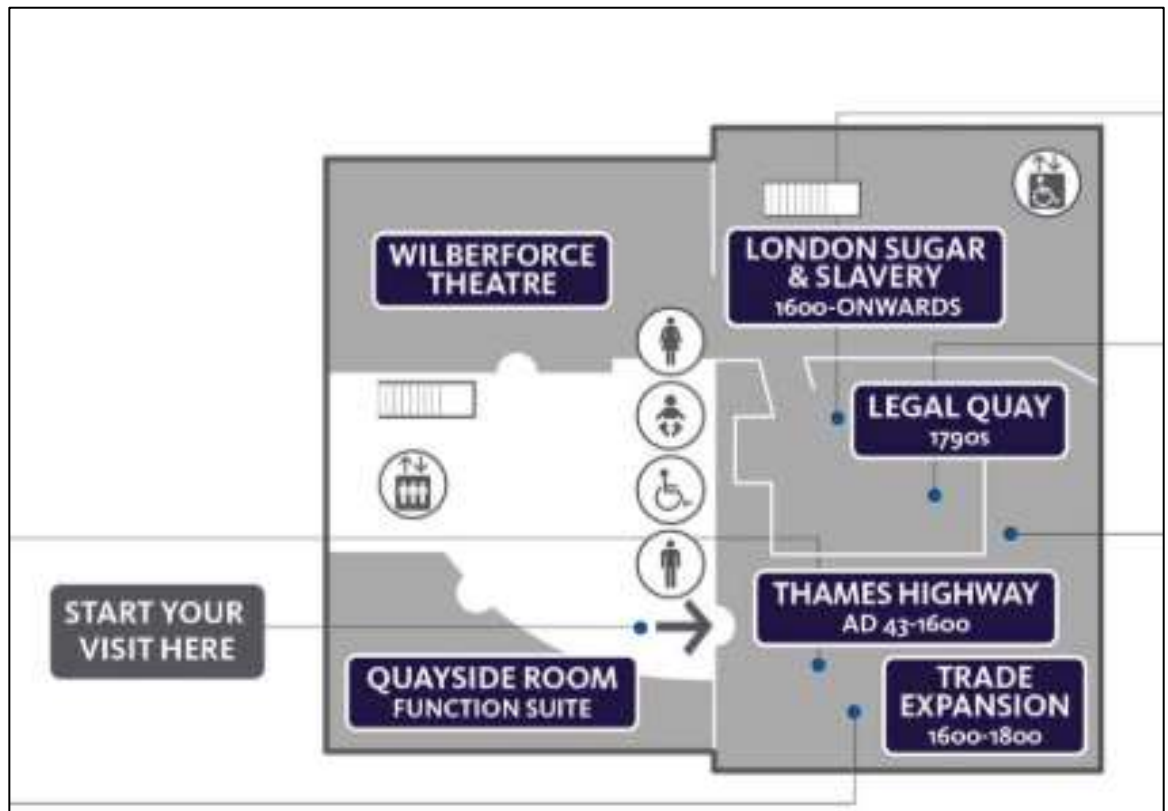 WILBERFORCE
THEATRE
LONDON SUGAR
& SLAVERY
1600-ONWARDS
LEGAL QUAY
1790s
START YOUR
VISIT HERE
THAMES HIGHWAY
AD 43-1600
QUAYSIDE ROOM
FUNCTION SUITE
TRADE
EXPANSION
1600-1800